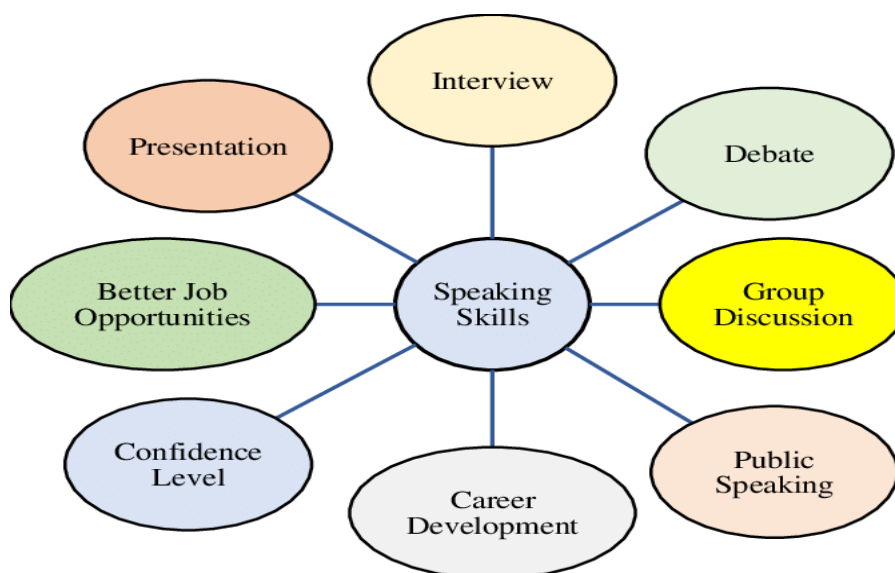 Interview
Presentation
Debate
Better Job
Opportunities
Speaking
Skills
Group
Discussion
Confidence
Level
Career
Development
Public
Speaking